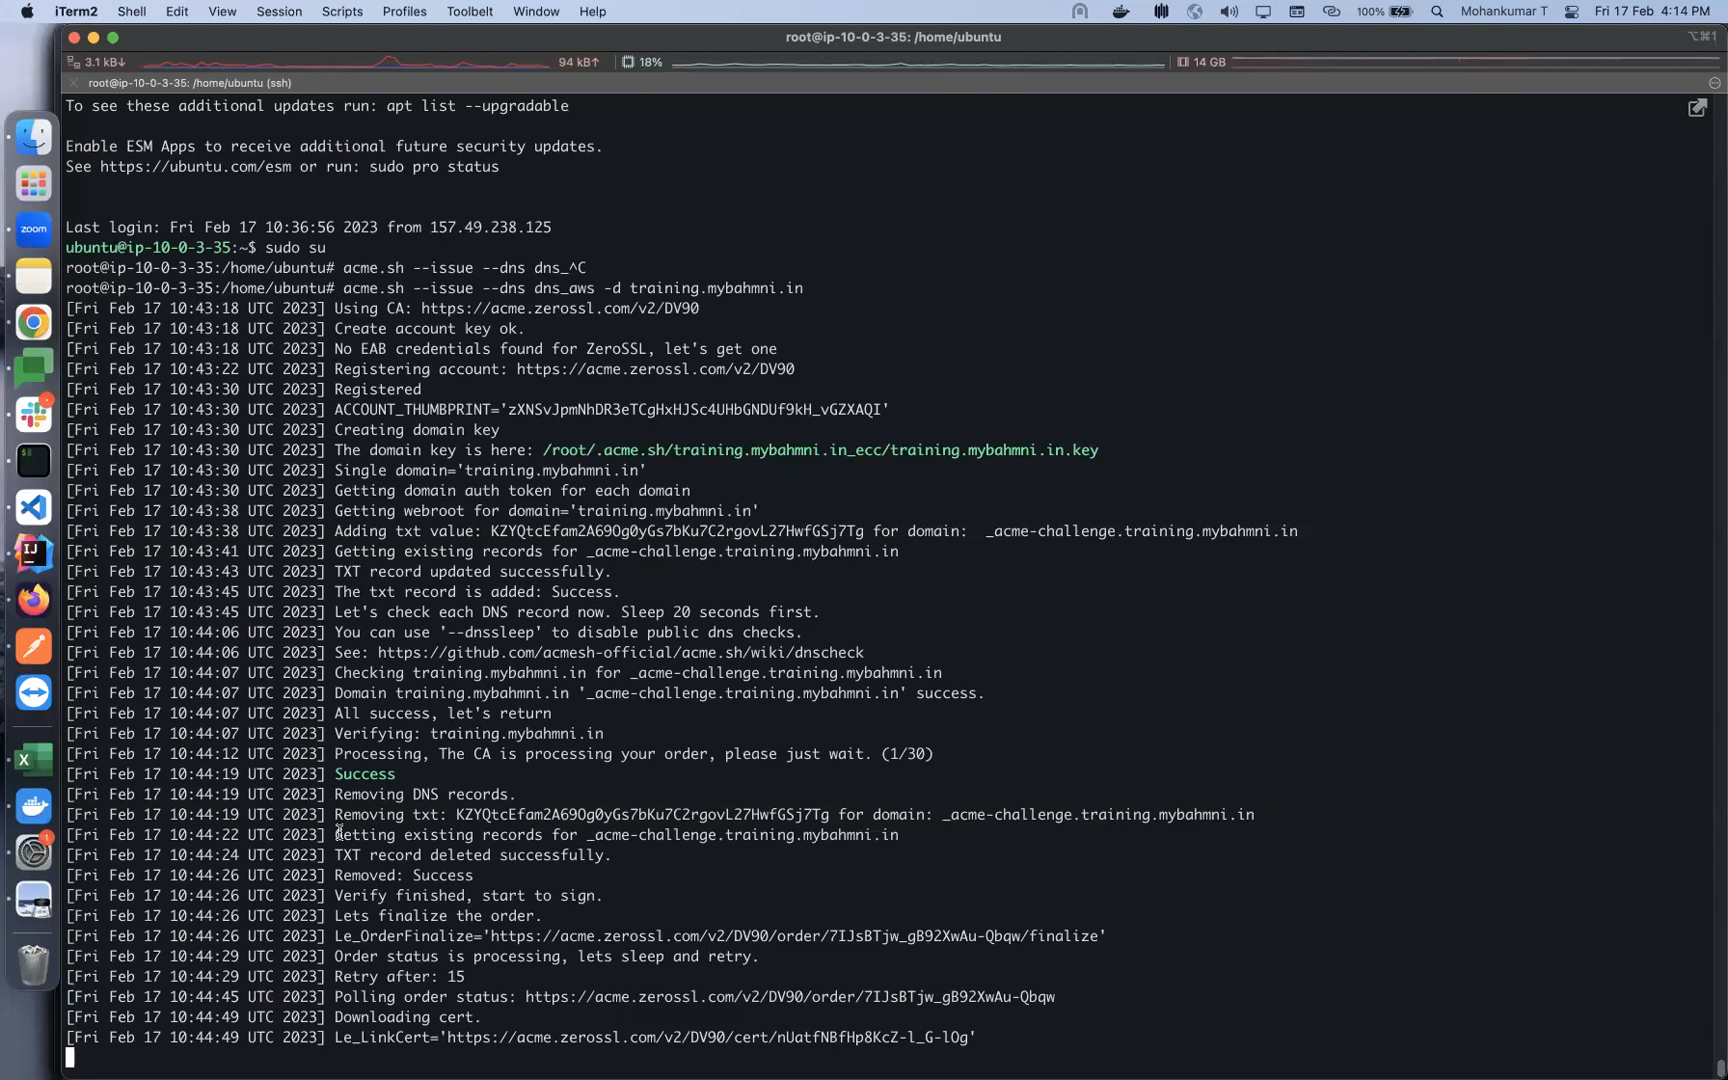 iTerm2 Shell Edit View Session Scripts Profiles Toolbelt Window Help 100% Mohankumar T Fri 17 Feb 4:14 PM
root@ip-10-0-3-35: /home/ubuntu ⌥⌘1
3.1 kB↓ 94 kB↑ 18% 14 GB
root@ip-10-0-3-35: /home/ubuntu (ssh)
To see these additional updates run: apt list --upgradable
Enable ESM Apps to receive additional future security updates.
See https://ubuntu.com/esm or run: sudo pro status
Last login: Fri Feb 17 10:36:56 2023 from 157.49.238.125
ubuntu@ip-10-0-3-35:~$ sudo su
root@ip-10-0-3-35:/home/ubuntu# acme.sh --issue --dns dns_^C
root@ip-10-0-3-35:/home/ubuntu# acme.sh --issue --dns dns_aws -d training.mybahmni.in
[Fri Feb 17 10:43:18 UTC 2023] Using CA: https://acme.zerossl.com/v2/DV90
[Fri Feb 17 10:43:18 UTC 2023] Create account key ok.
[Fri Feb 17 10:43:18 UTC 2023] No EAB credentials found for ZeroSSL, let's get one
[Fri Feb 17 10:43:22 UTC 2023] Registering account: https://acme.zerossl.com/v2/DV90
[Fri Feb 17 10:43:30 UTC 2023] Registered
[Fri Feb 17 10:43:30 UTC 2023] ACCOUNT_THUMBPRINT='zXNSvJpmNhDR3eTCgHxHJSc4UHbGNDUf9kH_vGZXAQI'
[Fri Feb 17 10:43:30 UTC 2023] Creating domain key
[Fri Feb 17 10:43:30 UTC 2023] The domain key is here: /root/.acme.sh/training.mybahmni.in_ecc/training.mybahmni.in.key
[Fri Feb 17 10:43:30 UTC 2023] Single domain='training.mybahmni.in'
[Fri Feb 17 10:43:30 UTC 2023] Getting domain auth token for each domain
[Fri Feb 17 10:43:38 UTC 2023] Getting webroot for domain='training.mybahmni.in'
[Fri Feb 17 10:43:38 UTC 2023] Adding txt value: KZYQtcEfam2A69Og0yGs7bKu7C2rgovL27HwfGSj7Tg for domain:  _acme-challenge.training.mybahmni.in
[Fri Feb 17 10:43:41 UTC 2023] Getting existing records for _acme-challenge.training.mybahmni.in
[Fri Feb 17 10:43:43 UTC 2023] TXT record updated successfully.
[Fri Feb 17 10:43:45 UTC 2023] The txt record is added: Success.
[Fri Feb 17 10:43:45 UTC 2023] Let's check each DNS record now. Sleep 20 seconds first.
[Fri Feb 17 10:44:06 UTC 2023] You can use '--dnssleep' to disable public dns checks.
[Fri Feb 17 10:44:06 UTC 2023] See: https://github.com/acmesh-official/acme.sh/wiki/dnscheck
[Fri Feb 17 10:44:07 UTC 2023] Checking training.mybahmni.in for _acme-challenge.training.mybahmni.in
[Fri Feb 17 10:44:07 UTC 2023] Domain training.mybahmni.in '_acme-challenge.training.mybahmni.in' success.
[Fri Feb 17 10:44:07 UTC 2023] All success, let's return
[Fri Feb 17 10:44:07 UTC 2023] Verifying: training.mybahmni.in
[Fri Feb 17 10:44:12 UTC 2023] Processing, The CA is processing your order, please just wait. (1/30)
[Fri Feb 17 10:44:19 UTC 2023] Success
[Fri Feb 17 10:44:19 UTC 2023] Removing DNS records.
[Fri Feb 17 10:44:19 UTC 2023] Removing txt: KZYQtcEfam2A69Og0yGs7bKu7C2rgovL27HwfGSj7Tg for domain: _acme-challenge.training.mybahmni.in
[Fri Feb 17 10:44:22 UTC 2023] Getting existing records for _acme-challenge.training.mybahmni.in
[Fri Feb 17 10:44:24 UTC 2023] TXT record deleted successfully.
[Fri Feb 17 10:44:26 UTC 2023] Removed: Success
[Fri Feb 17 10:44:26 UTC 2023] Verify finished, start to sign.
[Fri Feb 17 10:44:26 UTC 2023] Lets finalize the order.
[Fri Feb 17 10:44:26 UTC 2023] Le_OrderFinalize='https://acme.zerossl.com/v2/DV90/order/7IJsBTjw_gB92XwAu-Qbqw/finalize'
[Fri Feb 17 10:44:29 UTC 2023] Order status is processing, lets sleep and retry.
[Fri Feb 17 10:44:29 UTC 2023] Retry after: 15
[Fri Feb 17 10:44:45 UTC 2023] Polling order status: https://acme.zerossl.com/v2/DV90/order/7IJsBTjw_gB92XwAu-Qbqw
[Fri Feb 17 10:44:49 UTC 2023] Downloading cert.
[Fri Feb 17 10:44:49 UTC 2023] Le_LinkCert='https://acme.zerossl.com/v2/DV90/cert/nUatfNBfHp8KcZ-l_G-lOg'
zoom
IJ
X
1